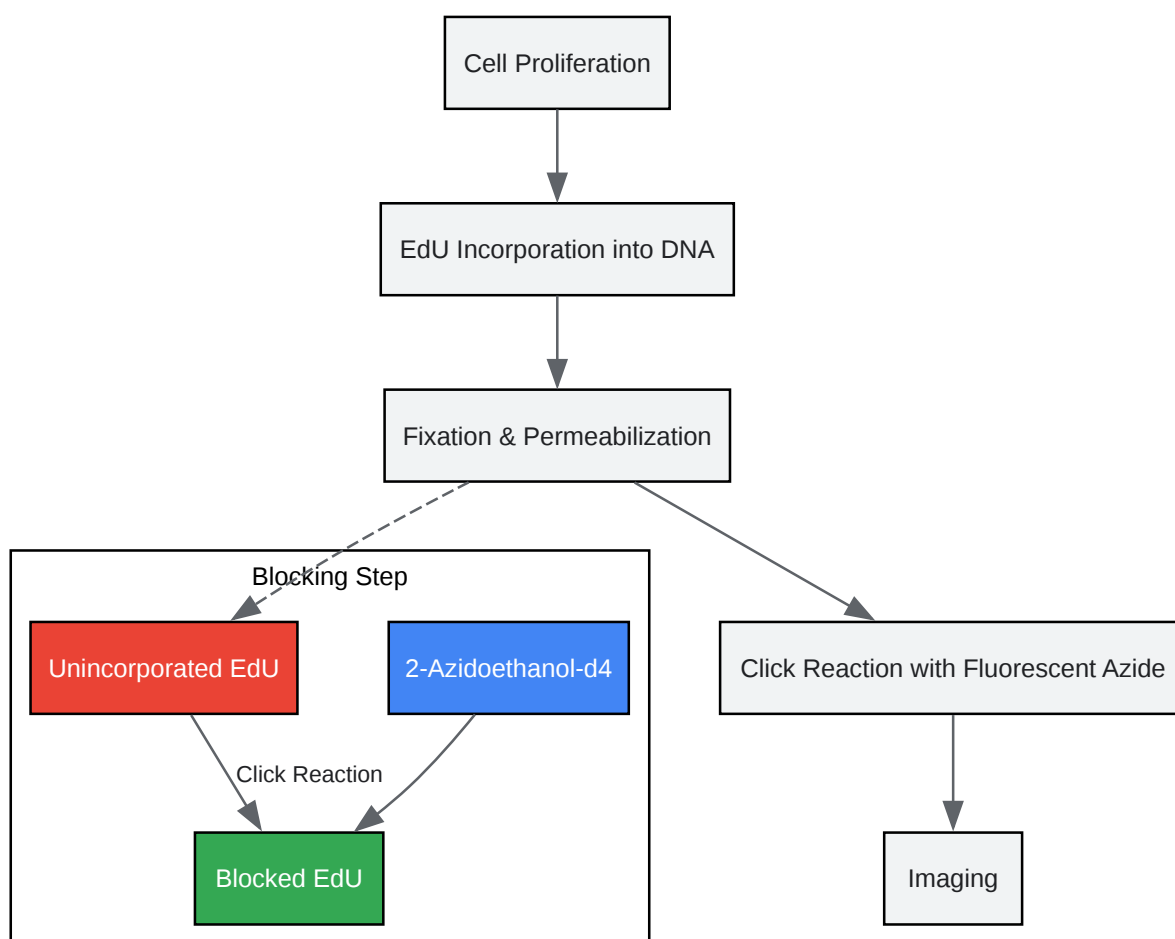 Cell Proliferation
EdU Incorporation into DNA
Fixation & Permeabilization
Blocking Step
Unincorporated EdU
2-Azidoethanol-d4
Click Reaction with Fluorescent Azide
Click Reaction
Blocked EdU
Imaging